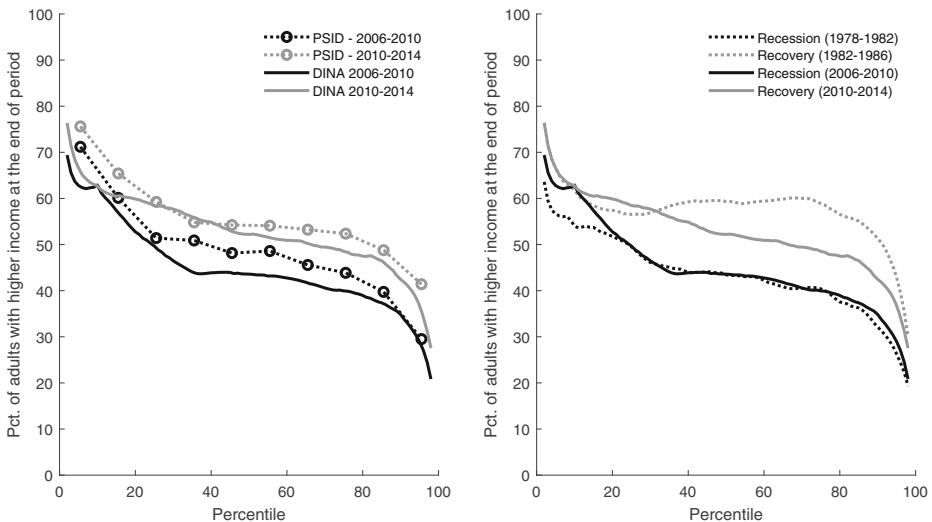 100
90
80
70
60
50
40
30
20
10
0
Pct. of adults with higher income at the end of period
PSID - 2006-2010
PSID - 2010-2014
DINA 2006-2010
DINA 2010-2014
0 20 40 60 80 100
Percentile
100
90
80
70
60
50
40
30
20
10
0
Pct. of adults with higher income at the end of period
Recession (1978-1982)
Recovery (1982-1986)
Recession (2006-2010)
Recovery (2010-2014)
0 20 40 60 80 100
Percentile